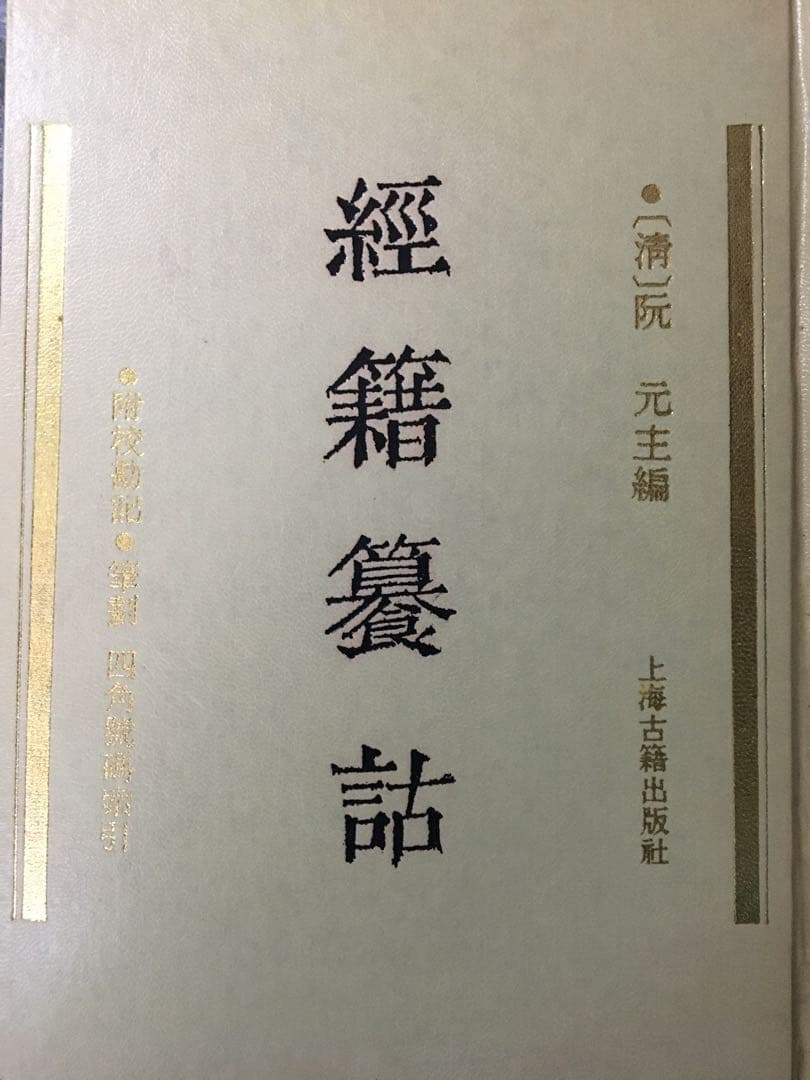 ●〔清〕阮 元主編
上海古籍出版社
經籍籑詁
●附校勘記●筆劃 四角號碼索引